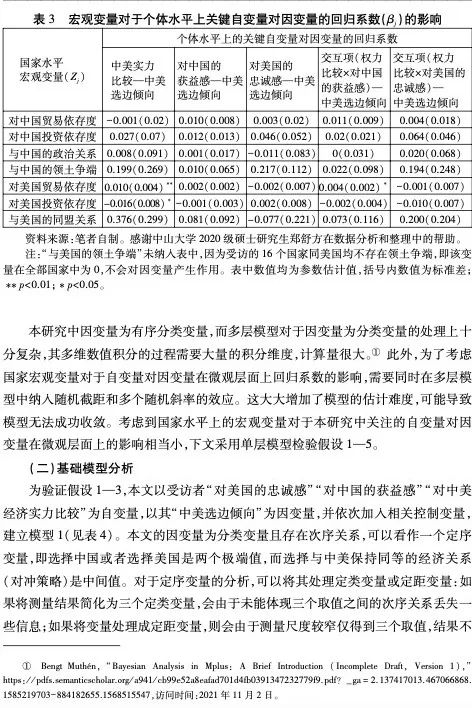 表 3 宏观变量对于个体水平上关键自变量对因变量的回归系数(βj)的影响
国家水平
宏观变量(Zj)
个体水平上的关键自变量对因变量的回归系数
中美实力
比较—中美
选边倾向
对中国的
获益感—中美
选边倾向
对美国的
忠诚感—中美
选边倾向
交互项(权力
比较×对中国
的获益感)—
中美选边倾向
交互项(权力
比较×对美国的
忠诚感)—
中美选边倾向
对中国贸易依存度 -0.001(0.02) 0.010(0.008) 0.003(0.02) 0.011(0.009) 0.004(0.018)
对中国投资依存度 0.027(0.07) 0.012(0.013) 0.046(0.052) 0.02(0.021) 0.064(0.046)
与中国的政治关系 0.008(0.091) 0.001(0.017) -0.011(0.083) 0(0.031) 0.020(0.068)
与中国的领土争端 0.199(0.269) 0.010(0.065) 0.217(0.112) 0.022(0.098) 0.194(0.248)
对美国贸易依存度 0.010(0.004)** 0.002(0.002) -0.002(0.007) 0.004(0.002)* -0.001(0.007)
对美国投资依存度 -0.016(0.008)* -0.001(0.003) 0.002(0.008) -0.002(0.004) -0.010(0.007)
与美国的同盟关系 0.376(0.299) 0.081(0.092) -0.077(0.221) 0.073(0.116) 0.200(0.204)
资料来源:笔者自制。感谢中山大学 2020 级硕士研究生郑舒方在数据分析和整理中的帮助。
注:“与美国的领土争端”未纳入表中,因为受访的 16 个国家同美国均不存在领土争端,即该变
量在全部国家中为 0,不会对因变量产生作用。表中数值均为参数估计值,括号内数值为标准差;
** p<0.01; * p<0.05。
本研究中因变量为有序分类变量,而多层模型对于因变量为分类变量的处理上十
分复杂,其多维数值积分的过程需要大量的积分维度,计算量很大。① 此外,为了考虑
国家宏观变量对于自变量对因变量在微观层面上回归系数的影响,需要同时在多层模
型中纳入随机截距和多个随机斜率的效应。这大大增加了模型的估计难度,可能导致
模型无法成功收敛。考虑到国家水平上的宏观变量对于本研究中关注的自变量对因
变量在微观层面上的影响相当小,下文采用单层模型检验假设 1—5。
(二)基础模型分析
为验证假设 1—3,本文以受访者“对美国的忠诚感”“对中国的获益感”“对中美
经济实力比较”为自变量,以其“中美选边倾向”为因变量,并依次加入相关控制变量,
建立模型 1(见表 4)。本文的因变量为分类变量且存在次序关系,可以看作一个定序
变量,即选择中国或者选择美国是两个极端值,而选择与中美保持同等的经济关系
(对冲策略)是中间值。对于定序变量的分析,可以将其处理定类变量或定距变量:如
果将测量结果简化为三个定类变量,会由于未能体现三个取值之间的次序关系丢失一
些信息;如果将变量处理成定距变量,则会由于测量尺度较窄仅得到三个取值,结果不
① Bengt Muthén, “Bayesian Analysis in Mplus: A Brief Introduction (Incomplete Draft, Version 1),”
https://pdfs.semanticscholar.org/a941/cb99e52a8eafad701d4fb03913472327779f9.pdf?_ga=2.137417013.467066868.
1585219703-884182655.1568515547,访问时间:2021 年 11 月 2 日。